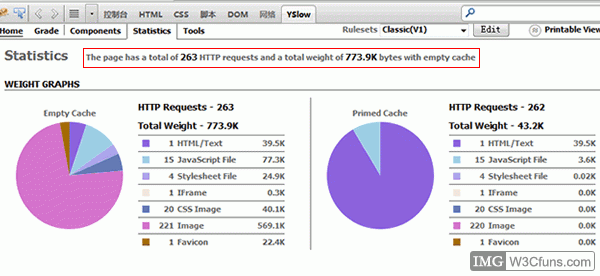 控制台 HTML CSS 脚本 DOM 网络 YSlow
Home Grade Components Statistics Tools Rulesets Classic(V1) Edit Printable View
Statistics The page has a total of 263 HTTP requests and a total weight of 773.9K bytes with empty cache
WEIGHT GRAPHS
Empty Cache
HTTP Requests - 263
Total Weight - 773.9K
1 HTML/Text 39.5K
15 JavaScript File 77.3K
4 Stylesheet File 24.9K
1 IFrame 0.3K
20 CSS Image 40.1K
221 Image 569.1K
1 Favicon 22.4K
Primed Cache
HTTP Requests - 262
Total Weight - 43.2K
1 HTML/Text 39.5K
15 JavaScript File 3.6K
4 Stylesheet File 0.02K
1 IFrame 0.0K
20 CSS Image 0.0K
220 Image 0.0K
1 Favicon 0.0K
IMG W3Cfuns.com